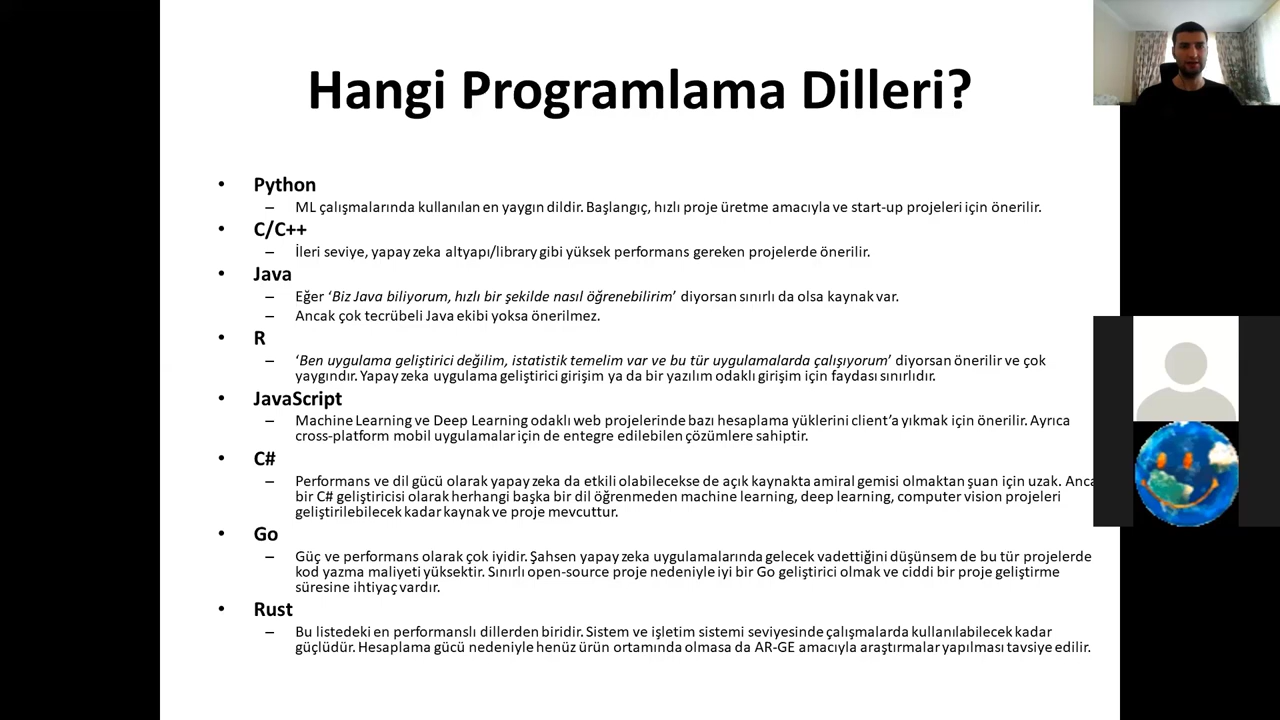 Hangi Programlama Dilleri?
• Python
– ML çalışmalarında kullanılan en yaygın dildir. Başlangıç, hızlı proje üretme amacıyla ve start-up projeleri için önerilir.
• C/C++
– İleri seviye, yapay zeka altyapı/library gibi yüksek performans gereken projelerde önerilir.
• Java
– Eğer ‘Biz Java biliyorum, hızlı bir şekilde nasıl öğrenebilirim’ diyorsan sınırlı da olsa kaynak var.
– Ancak çok tecrübeli Java ekibi yoksa önerilmez.
• R
– ‘Ben uygulama geliştirici değilim, istatistik temelim var ve bu tür uygulamalarda çalışıyorum’ diyorsan önerilir ve çok
yaygındır. Yapay zeka uygulama geliştirici girişim ya da bir yazılım odaklı girişim için faydası sınırlıdır.
• JavaScript
– Machine Learning ve Deep Learning odaklı web projelerinde bazı hesaplama yüklerini client’a yıkmak için önerilir. Ayrıca
cross-platform mobil uygulamalar için de entegre edilebilen çözümlere sahiptir.
• C#
– Performans ve dil gücü olarak yapay zeka da etkili olabilecekse de açık kaynakta amiral gemisi olmaktan şuan için uzak.
bir C# geliştiricisi olarak herhangi başka bir dil öğrenmeden machine learning, deep learning, computer vision projeleri
geliştirilebilecek kadar kaynak ve proje mevcuttur.
• Go
– Güç ve performans olarak çok iyidir. Şahsen yapay zeka uygulamalarında gelecek vadettiğini düşünsem de bu tür projelerde
kod yazma maliyeti yüksektir. Sınırlı open-source proje nedeniyle iyi bir Go geliştirici olmak ve ciddi bir proje geliştirme
süresine ihtiyaç vardır.
• Rust
– Bu listedeki en performanslı dillerden biridir. Sistem ve işletim sistemi seviyesinde çalışmalarda kullanılabilecek kadar
güçlüdür. Hesaplama gücü nedeniyle henüz ürün ortamında olmasa da AR-GE amacıyla araştırmalar yapılması tavsiye edilir.